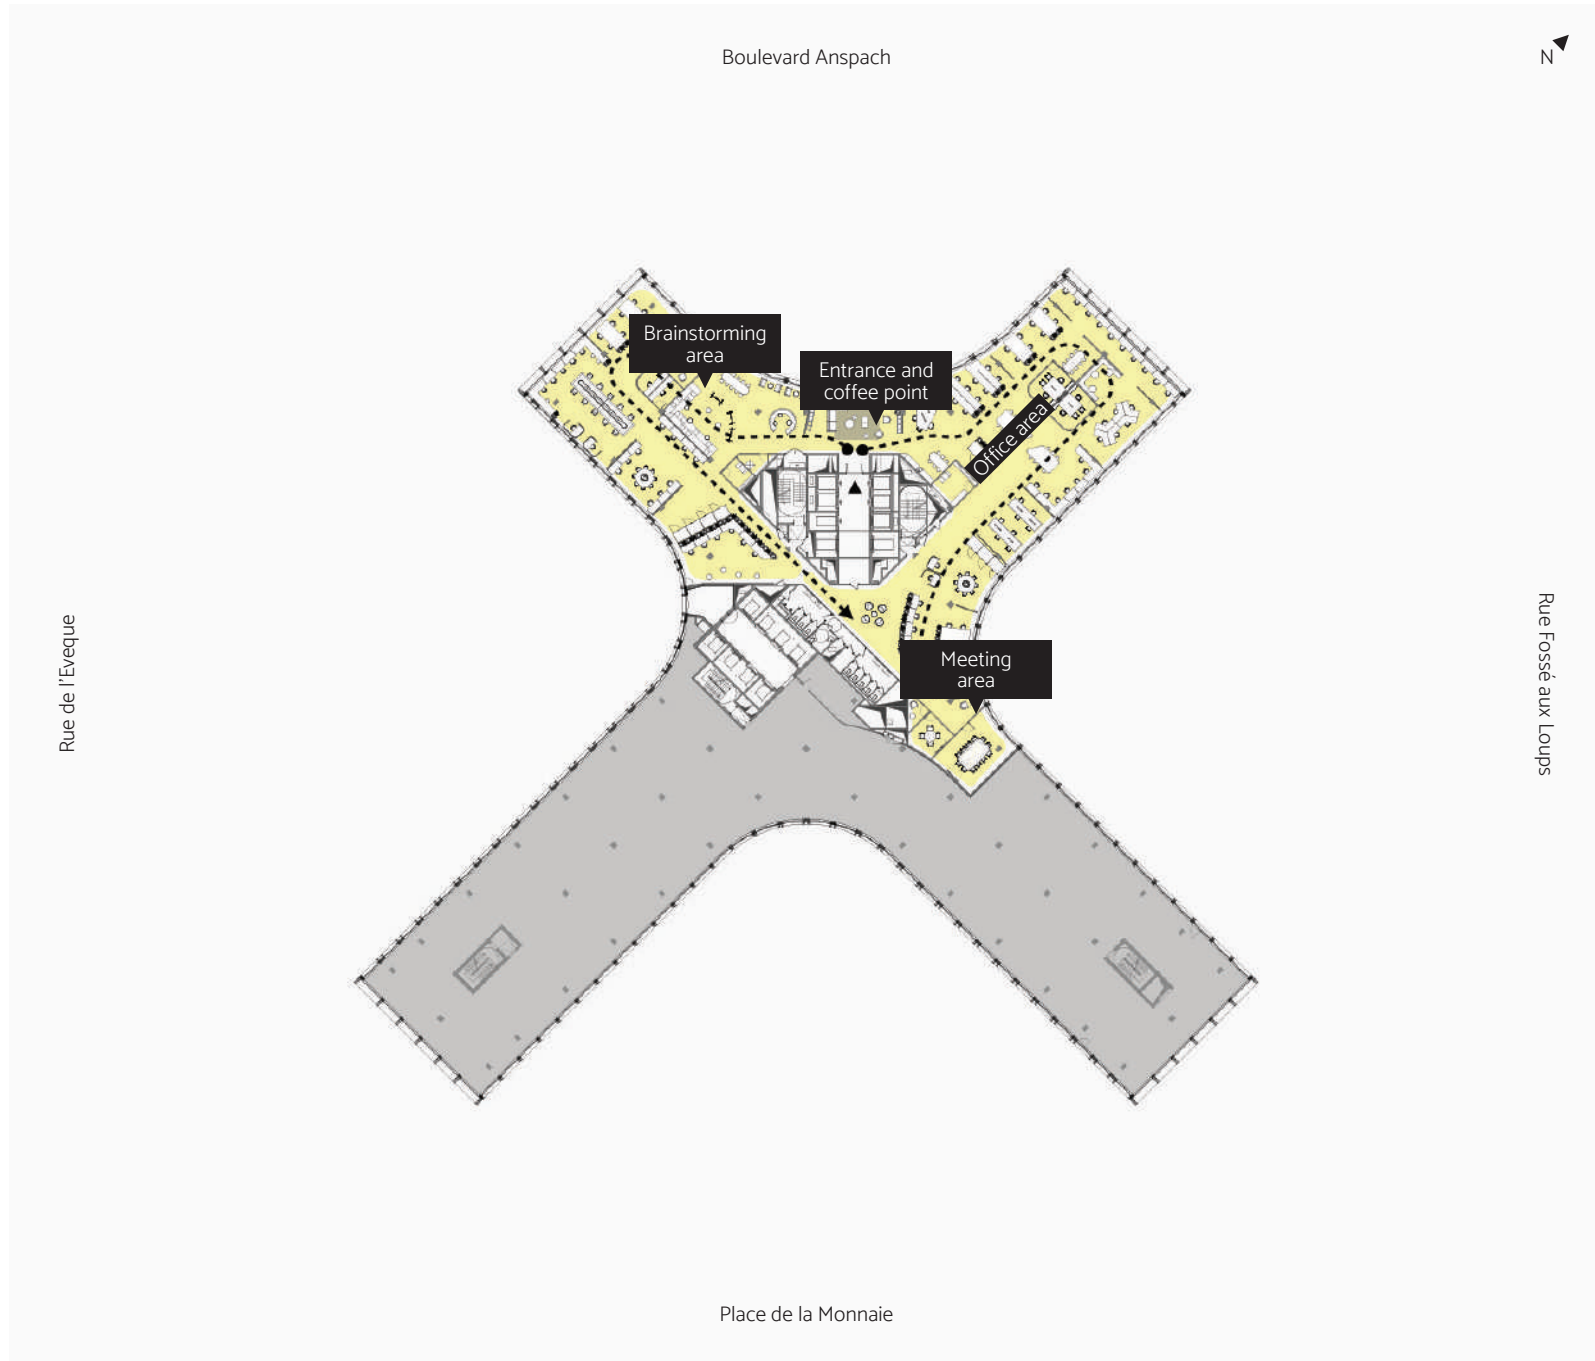 Boulevard Anspach
N
Brainstorming
area
Entrance and
coffee point
Office area
Meeting
area
Rue de l'Eveque
Rue Fossé aux Loups
Place de la Monnaie